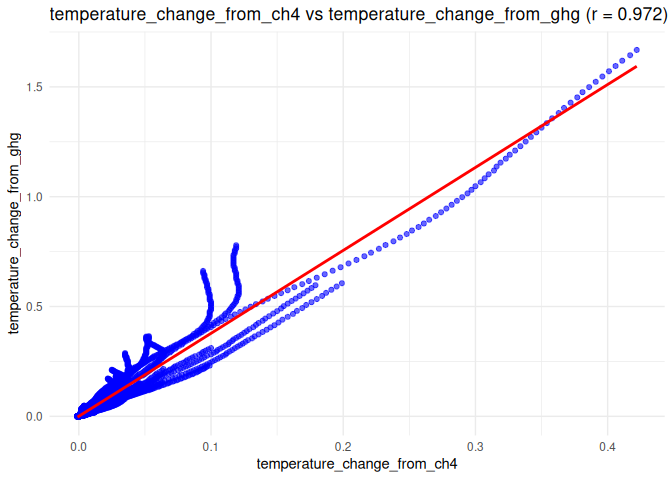 temperature_change_from_ch4 vs temperature_change_from_ghg (r = 0.972)
temperature_change_from_ghg
1.5
1.0
0.5
0.0
0.0 0.1 0.2 0.3 0.4
temperature_change_from_ch4